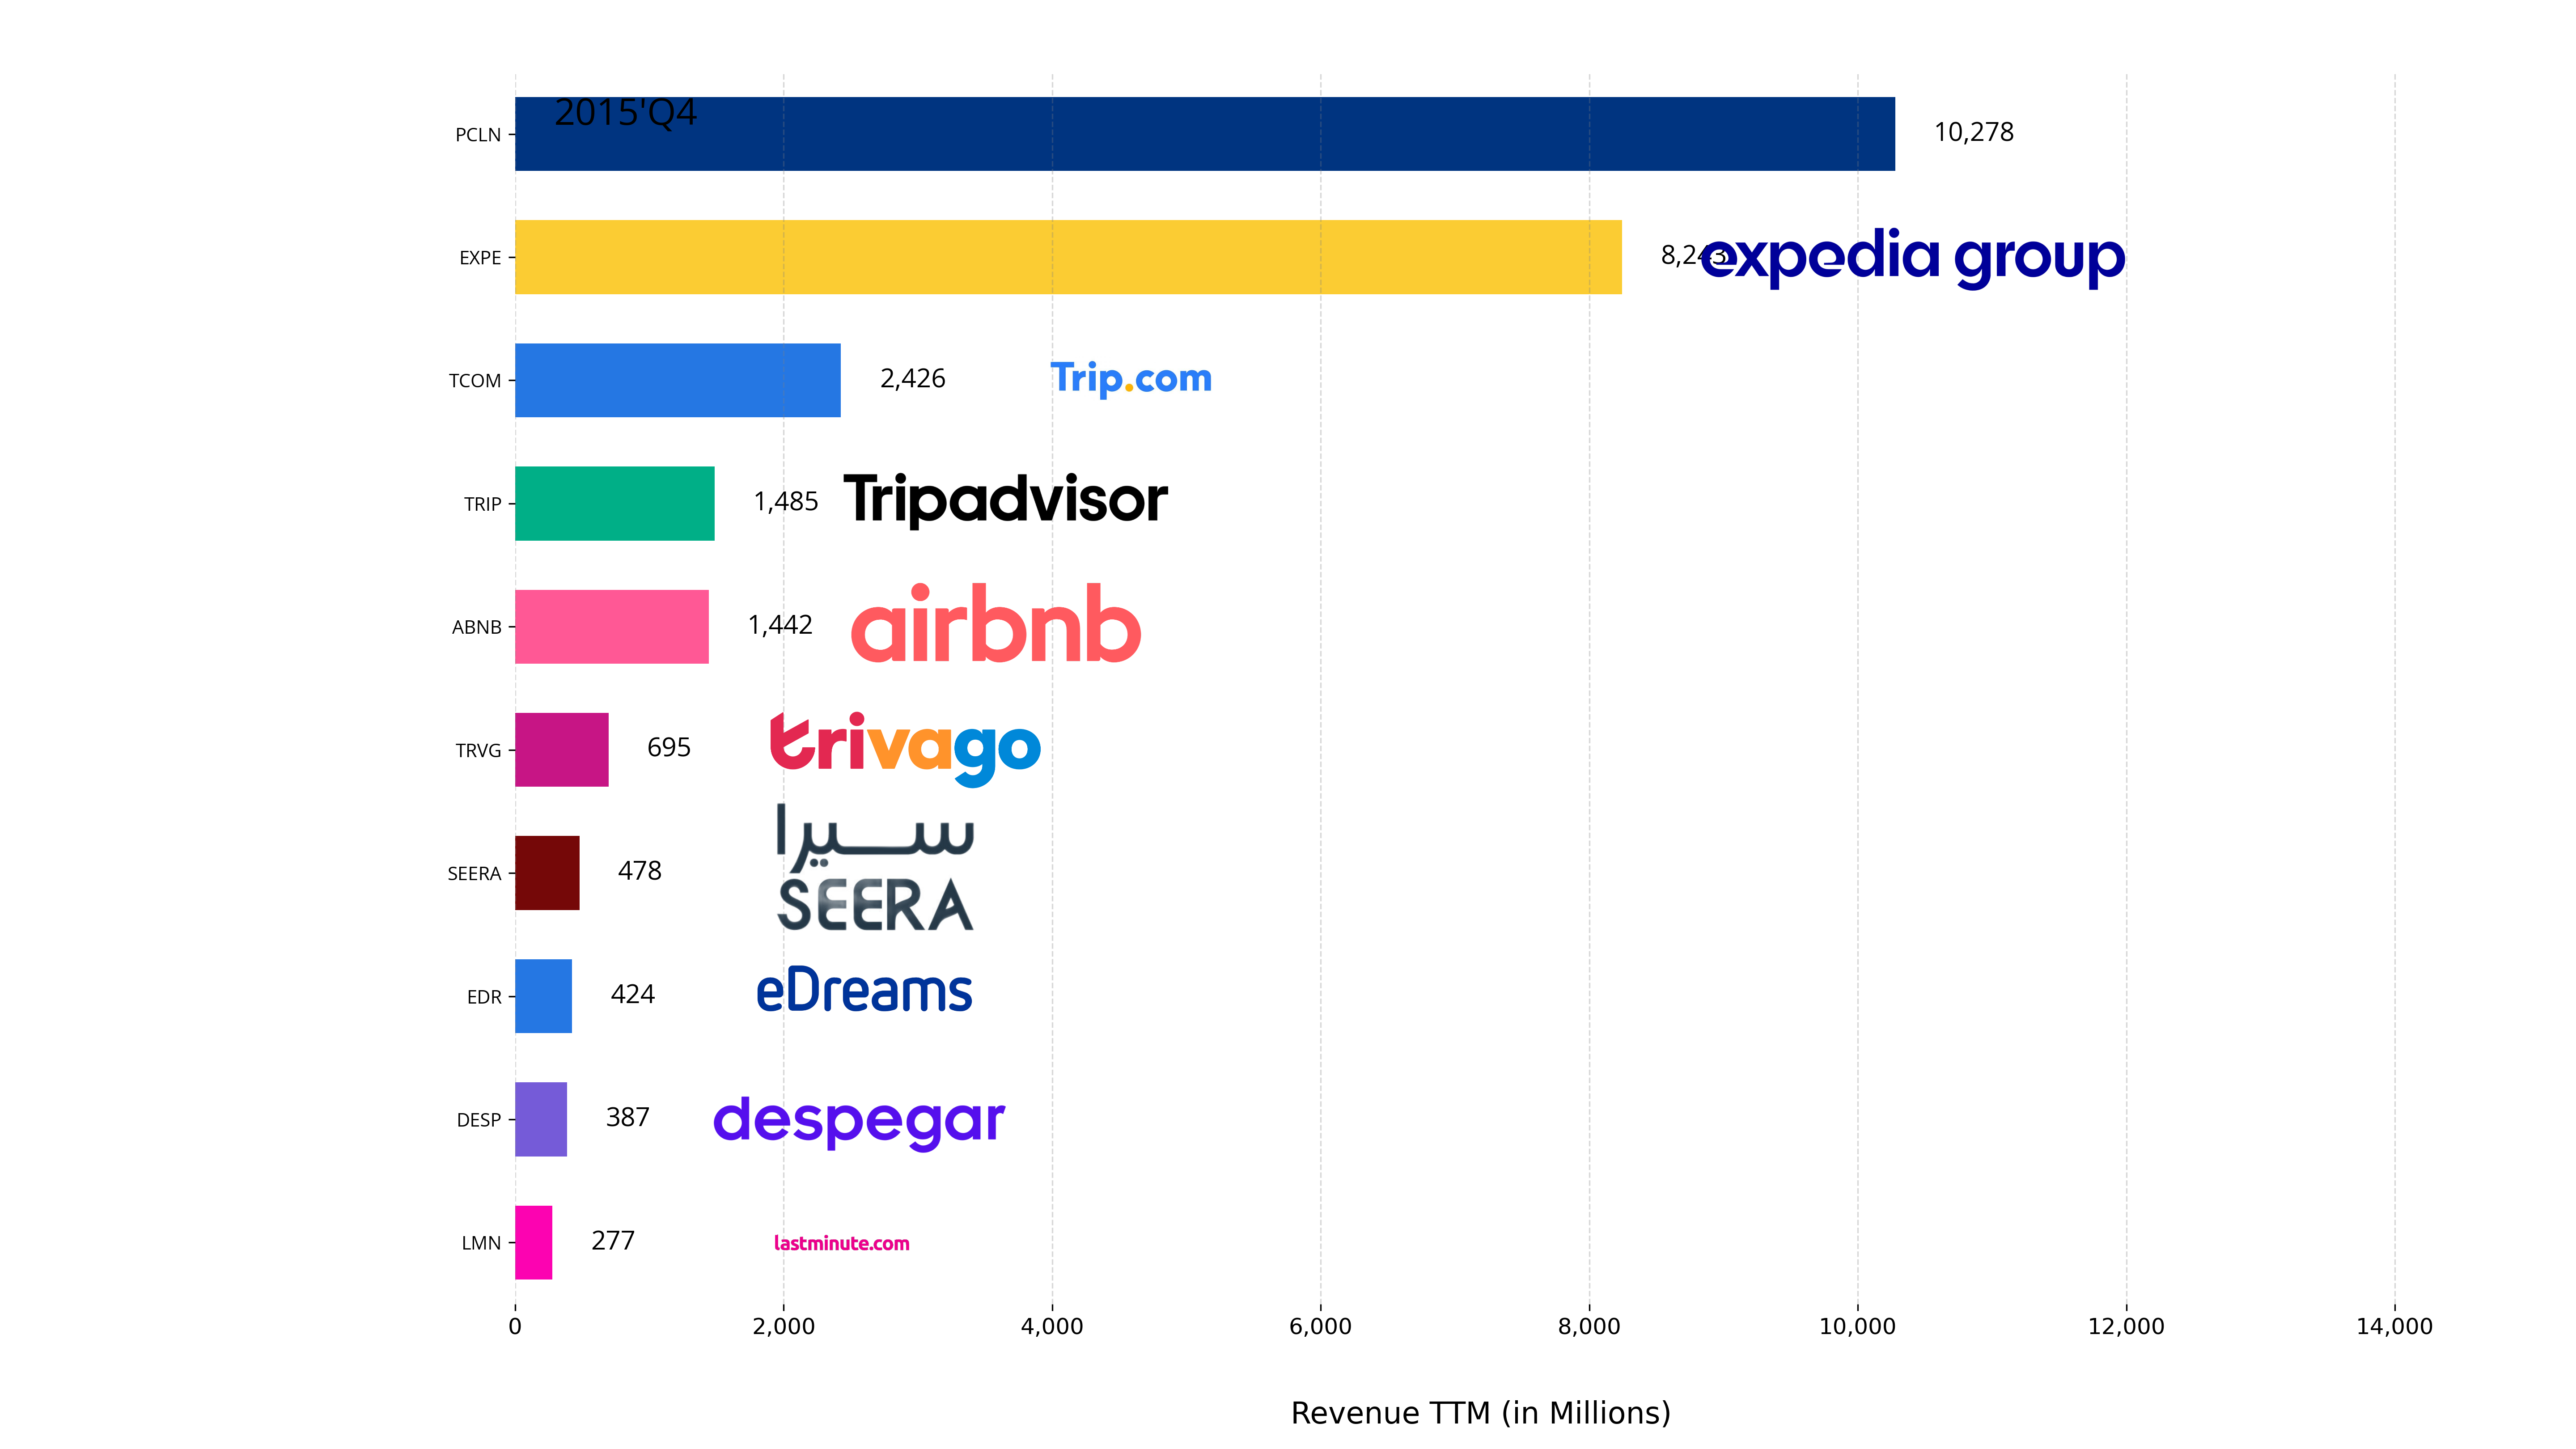 2015'Q4
PCLN 10,278
EXPE 8,243 expedia group
TCOM 2,426 Trip.com
TRIP 1,485 Tripadvisor
ABNB 1,442 airbnb
TRVG 695 trivago
سيرا
SEERA 478 SEERA
EDR 424 eDreams
DESP 387 despegar
LMN 277 lastminute.com
0 2,000 4,000 6,000 8,000 10,000 12,000 14,000
Revenue TTM (in Millions)